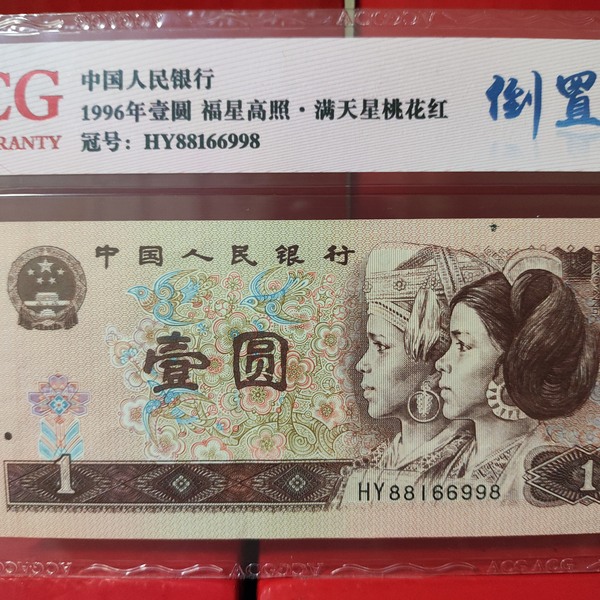 CG
RANTY
中国人民银行
1996年壹圆 福星高照·满天星桃花红
冠号: HY88166998
倒置
中国人民银行
壹圆
1
HY88166998
1
ACG ACG